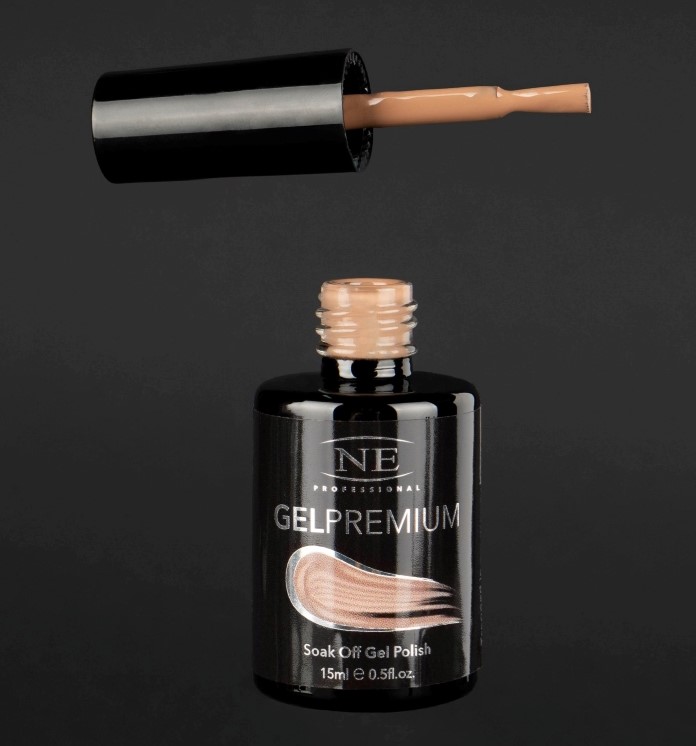 NE
PROFESSIONAL
GELPREMIUM
Soak Off Gel Polish
15ml ℮ 0.5fl.oz.